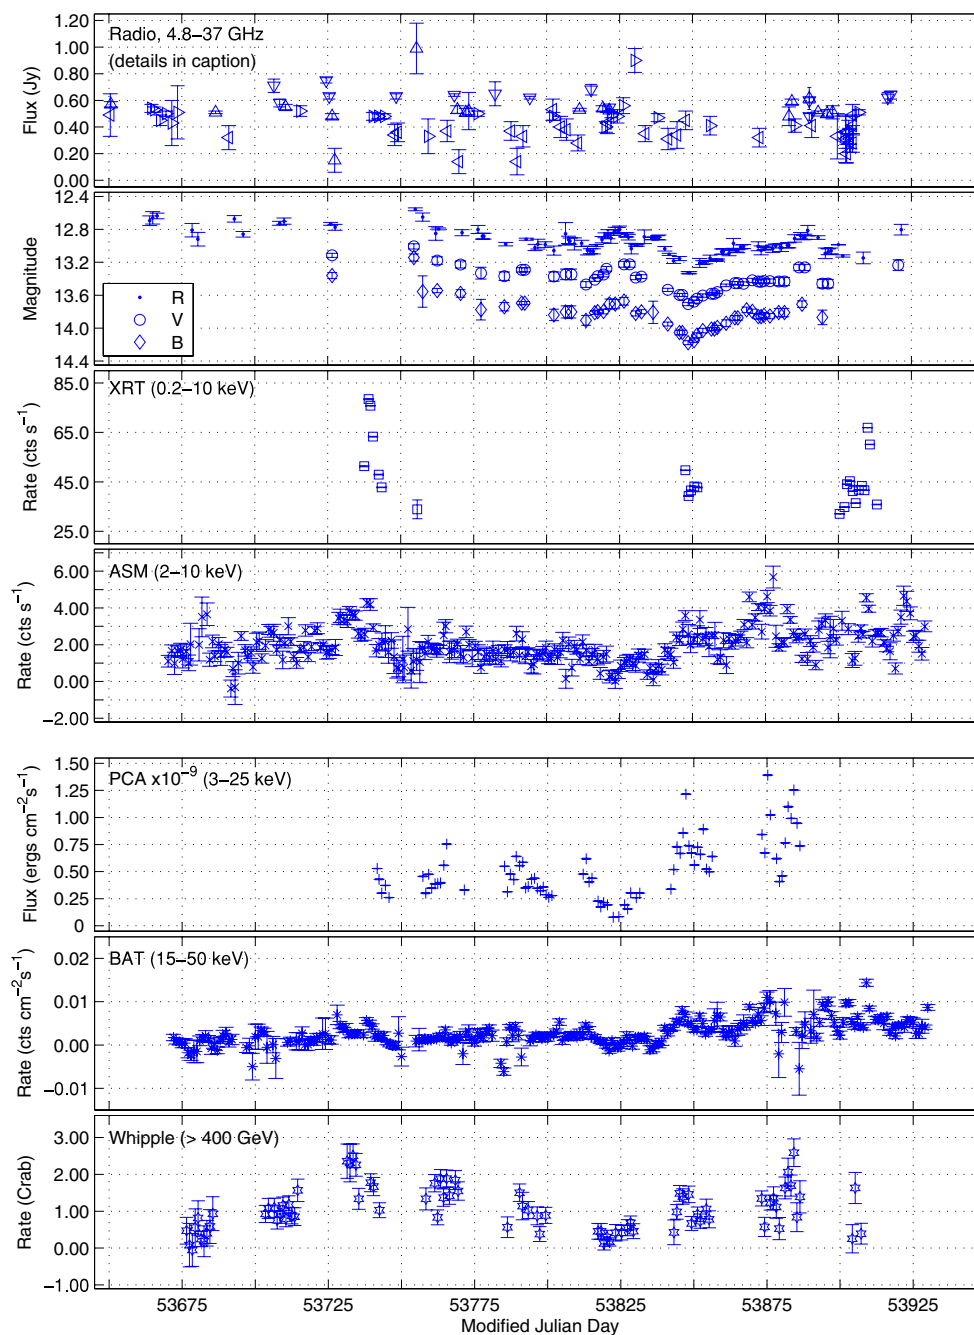 Radio, 4.8–37 GHz
(details in caption)
1.20
1.00
0.80
0.60
0.40
0.20
0.00
Flux (Jy)
12.4
12.8
13.2
13.6
14.0
14.4
Magnitude
R
V
B
XRT (0.2–10 keV)
85.0
65.0
45.0
25.0
Rate (cts s⁻¹)
ASM (2–10 keV)
6.00
4.00
2.00
0.00
−2.00
Rate (cts s⁻¹)
PCA x10⁻⁹ (3–25 keV)
1.50
1.25
1.00
0.75
0.50
0.25
0
Flux (ergs cm⁻²s⁻¹)
BAT (15–50 keV)
0.02
0.01
0.00
−0.01
Rate (cts cm⁻²s⁻¹)
Whipple (> 400 GeV)
3.00
2.00
1.00
0.00
−1.00
Rate (Crab)
53675 53725 53775 53825 53875 53925
Modified Julian Day